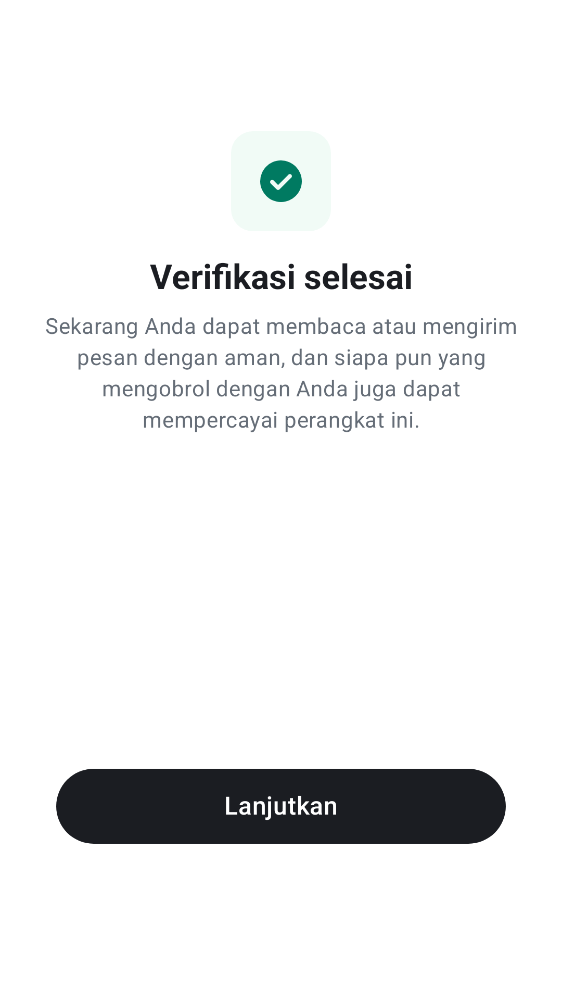 Verifikasi selesai
Sekarang Anda dapat membaca atau mengirim
pesan dengan aman, dan siapa pun yang
mengobrol dengan Anda juga dapat
mempercayai perangkat ini.
Lanjutkan